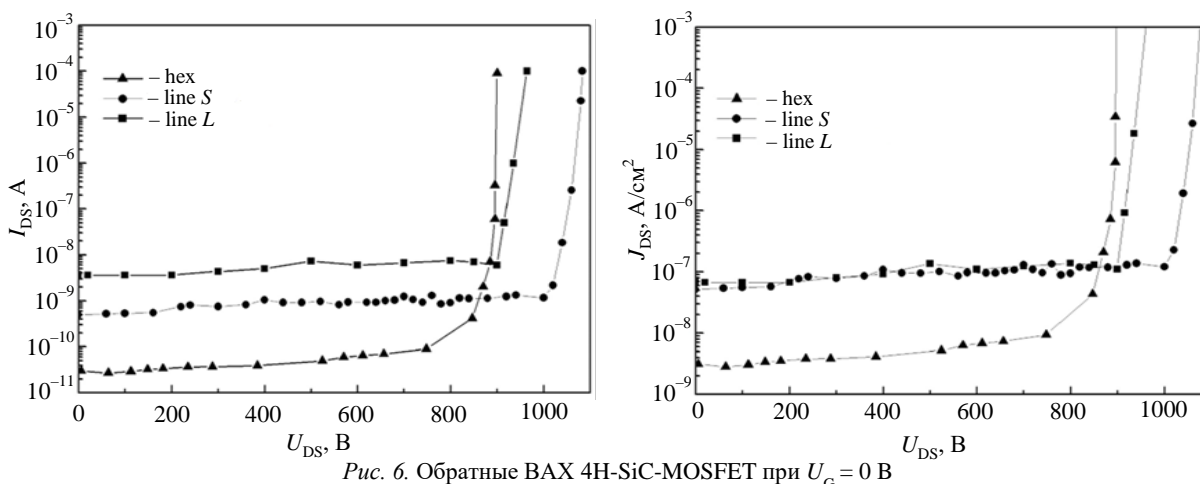 10⁻³
10⁻⁴
10⁻⁵
10⁻⁶
10⁻⁷
10⁻⁸
10⁻⁹
10⁻¹⁰
10⁻¹¹
I_DS, А
– hex
– line S
– line L
0 200 400 600 800 1000
U_DS, В
10⁻³
10⁻⁴
10⁻⁵
10⁻⁶
10⁻⁷
10⁻⁸
10⁻⁹
J_DS, А/см²
– hex
– line S
– line L
0 200 400 600 800 1000
U_DS, В
Рис. 6. Обратные ВАХ 4H-SiC-MOSFET при U_G = 0 В